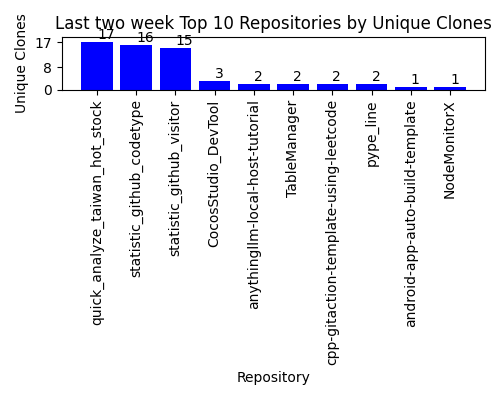 Last two week Top 10 Repositories by Unique Clones
Unique Clones
17
8
0
17
16
15
3
2
2
2
2
1
1
quick_analyze_taiwan_hot_stock
statistic_github_codetype
statistic_github_visitor
CocosStudio_DevTool
anythingllm-local-host-tutorial
TableManager
cpp-gitaction-template-using-leetcode
pype_line
android-app-auto-build-template
NodeMonitorX
Repository